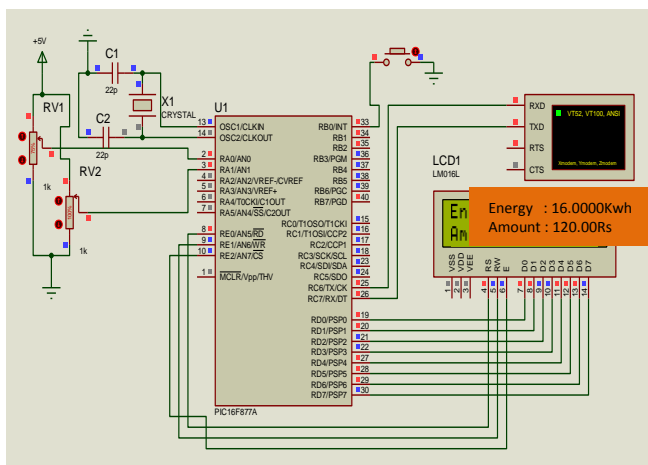 +5V
C1
22p
X1
CRYSTAL
C2
22p
RV1
75%
1k
RV2
100%
1k
U1
13 OSC1/CLKIN
14 OSC2/CLKOUT
2 RA0/AN0
3 RA1/AN1
4 RA2/AN2/VREF-/CVREF
5 RA3/AN3/VREF+
6 RA4/T0CKI/C1OUT
7 RA5/AN4/SS/C2OUT
8 RE0/AN5/RD
9 RE1/AN6/WR
10 RE2/AN7/CS
1 MCLR/Vpp/THV
RB0/INT 33
RB1 34
RB2 35
RB3/PGM 36
RB4 37
RB5 38
RB6/PGC 39
RB7/PGD 40
RC0/T1OSO/T1CKI 15
RC1/T1OSI/CCP2 16
RC2/CCP1 17
RC3/SCK/SCL 18
RC4/SDI/SDA 23
RC5/SDO 24
RC6/TX/CK 25
RC7/RX/DT 26
RD0/PSP0 19
RD1/PSP1 20
RD2/PSP2 21
RD3/PSP3 22
RD4/PSP4 27
RD5/PSP5 28
RD6/PSP6 29
RD7/PSP7 30
PIC16F877A
RXD
TXD
RTS
CTS
VT52, VT100, ANSI
Xmodem, Ymodem, Zmodem
LCD1
LM016L
En
Am
Energy : 16.0000Kwh
Amount : 120.00Rs
VSS VDD VEE RS RW E D0 D1 D2 D3 D4 D5 D6 D7
1 2 3 4 5 6 7 8 9 10 11 12 13 14